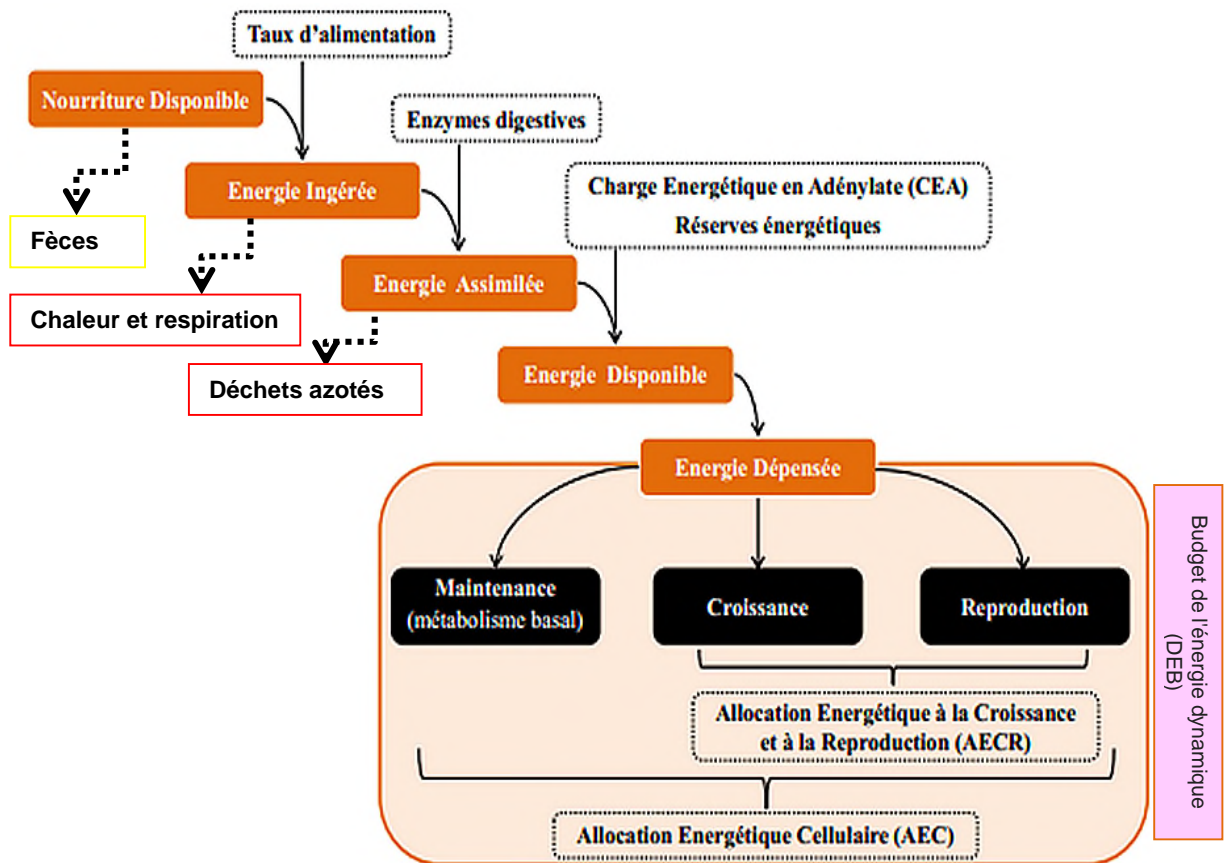 Taux d'alimentation
Nourriture Disponible
Enzymes digestives
Energie Ingérée
Charge Energétique en Adénylate (CEA)
Réserves énergétiques
Fèces
Energie Assimilée
Chaleur et respiration
Energie Disponible
Déchets azotés
Energie Dépensée
Maintenance
(métabolisme basal)
Croissance
Reproduction
Allocation Energétique à la Croissance
et à la Reproduction (AECR)
Allocation Energétique Cellulaire (AEC)
Budget de l'énergie dynamique
(DEB)